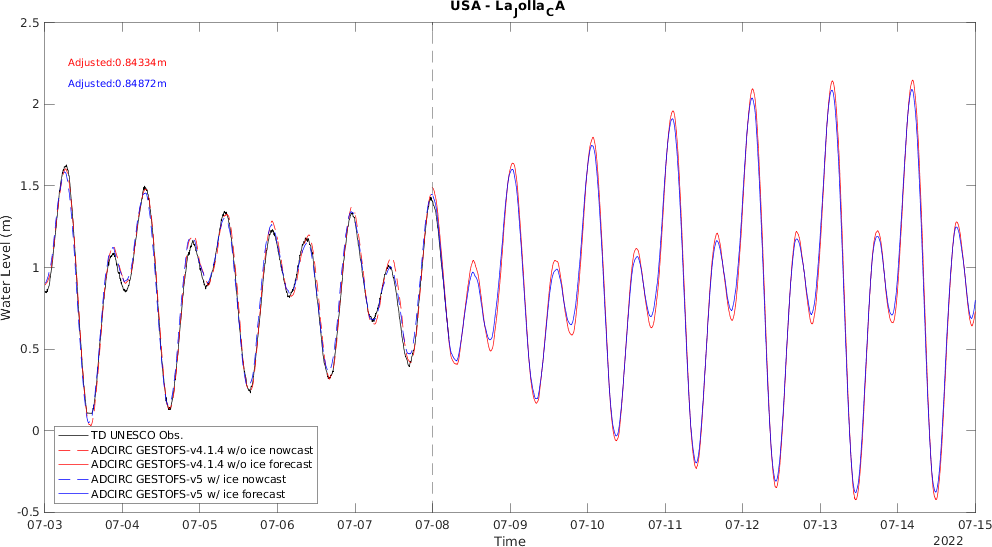 USA - LaJollaCA
2.5
Adjusted:0.84334m
Adjusted:0.84872m
2
1.5
Water Level (m)
1
0.5
0
TD UNESCO Obs.
ADCIRC GESTOFS-v4.1.4 w/o ice nowcast
ADCIRC GESTOFS-v4.1.4 w/o ice forecast
ADCIRC GESTOFS-v5 w/ ice nowcast
ADCIRC GESTOFS-v5 w/ ice forecast
-0.5
07-03 07-04 07-05 07-06 07-07 07-08 07-09 07-10 07-11 07-12 07-13 07-14 07-15
Time
2022